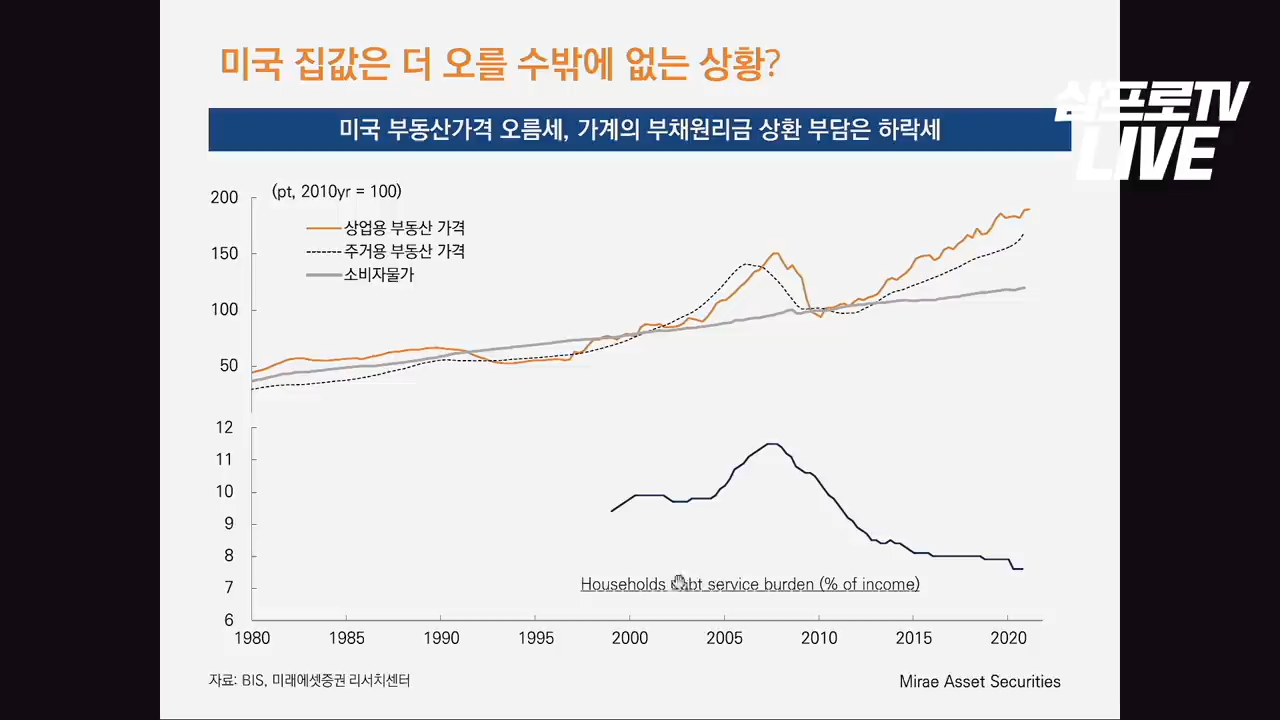 미국 집값은 더 오를 수밖에 없는 상황?
삼프로TV
LIVE
미국 부동산가격 오름세, 가계의 부채원리금 상환 부담은 하락세
(pt, 2010yr = 100)
200
150
100
50
상업용 부동산 가격
주거용 부동산 가격
소비자물가
12
11
10
9
8
7
6
Households debt service burden (% of income)
1980 1985 1990 1995 2000 2005 2010 2015 2020
자료: BIS, 미래에셋증권 리서치센터
Mirae Asset Securities